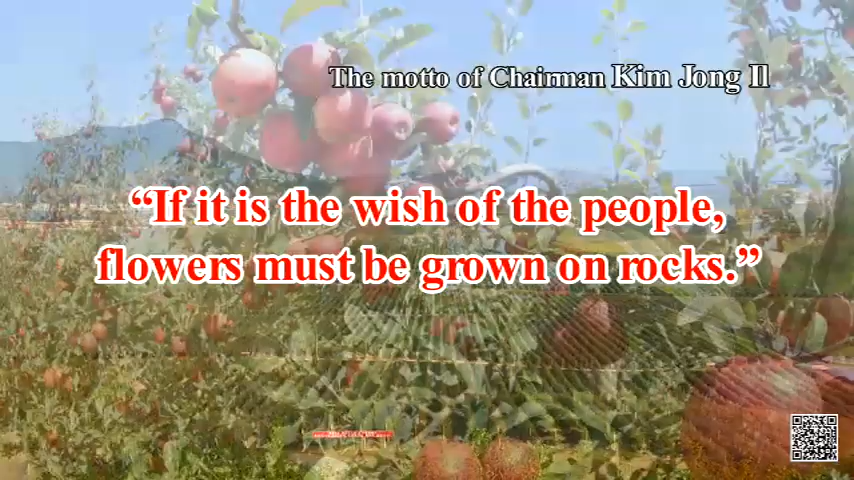 The motto of Chairman Kim Jong Il
“If it is the wish of the people,
flowers must be grown on rocks.”